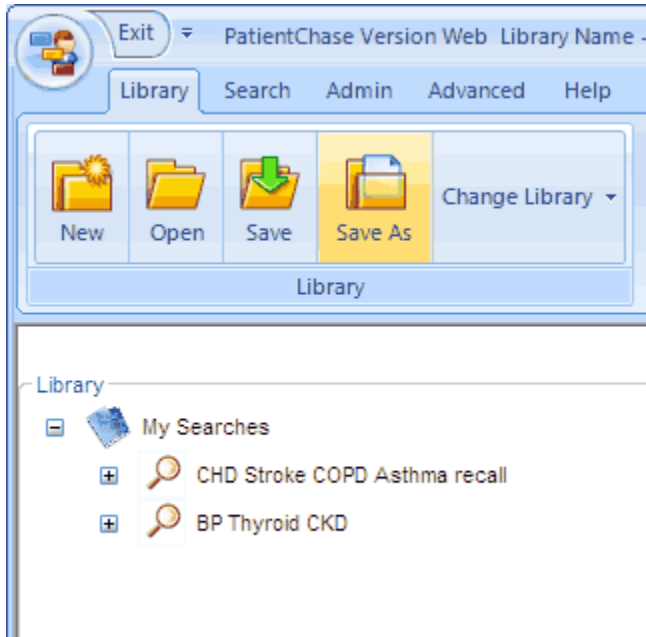 Exit PatientChase Version Web Library Name -
Library Search Admin Advanced Help
New Open Save Save As Change Library
Library
Library
My Searches
CHD Stroke COPD Asthma recall
BP Thyroid CKD